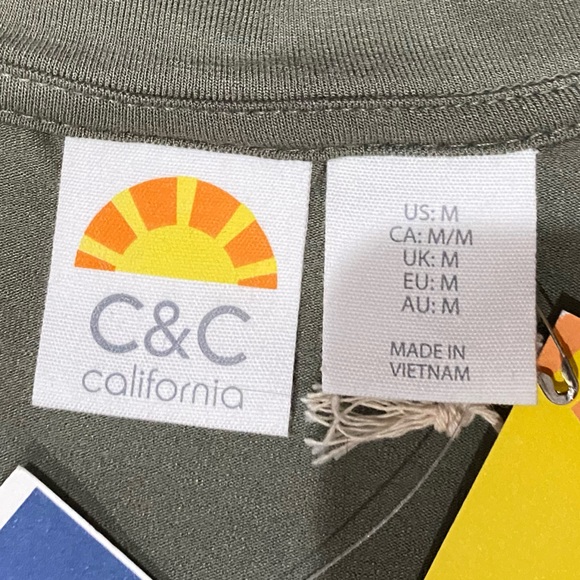 C&C
california
US: M
CA: M/M
UK: M
EU: M
AU: M
MADE IN
VIETNAM